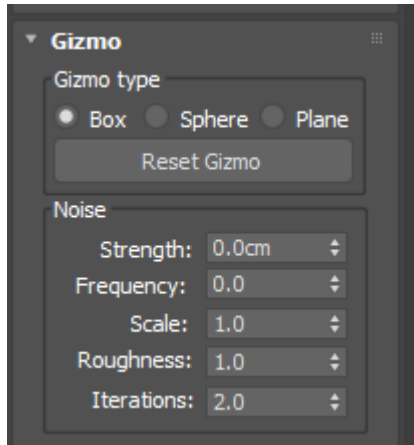 Gizmo
Gizmo type
Box Sphere Plane
Reset Gizmo
Noise
Strength: 0.0cm
Frequency: 0.0
Scale: 1.0
Roughness: 1.0
Iterations: 2.0